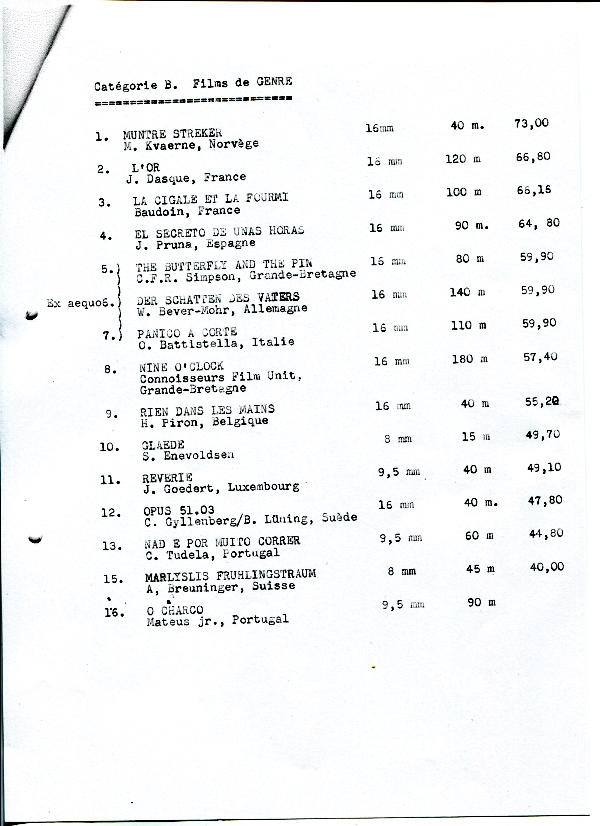 Catégorie B. Films de GENRE
============================
1. MUNTRE STREKER 16mm 40 m. 73,00
M. Kvaerne, Norvège
2. L'OR 16 mm 120 m 66,80
J. Dasque, France
3. LA CIGALE ET LA FOURMI 16 mm 100 m 66,16
Baudoin, France
4. EL SECRETO DE UNAS HORAS 16 mm 90 m. 64, 80
J. Pruna, Espagne
5.) THE BUTTERFLY AND THE PIN 16 mm 80 m 59,90
C.F.R. Simpson, Grande-Bretagne
Ex aequo6.) DER SCHATTEN DES VATERS 16 mm 140 m 59,90
W. Bever-Mohr, Allemagne
7.) PANICO A CORTE 16 mm 110 m 59,90
O. Battistella, Italie
8. NINE O'CLOCK 16 mm 180 m 57,40
Connoisseurs Film Unit,
Grande-Bretagne
9. RIEN DANS LES MAINS 16 mm 40 m 55,20
H. Piron, Belgique
10. GLAEDE 8 mm 15 m 49,70
S. Enevoldsen
11. REVERIE 9,5 mm 40 m 49,10
J. Goedert, Luxembourg
12. OPUS 51.03 16 mm 40 m. 47,80
C. Gyllenberg/B. Lüning, Suède
13. NAD E POR MUITO CORRER 9,5 mm 60 m 44,80
C. Tudela, Portugal
15. MARLYSLIS FRUHLINGSTRAUM 8 mm 45 m 40,00
A, Breuninger, Suisse
16. O CHARCO 9,5 mm 90 m
Mateus jr., Portugal